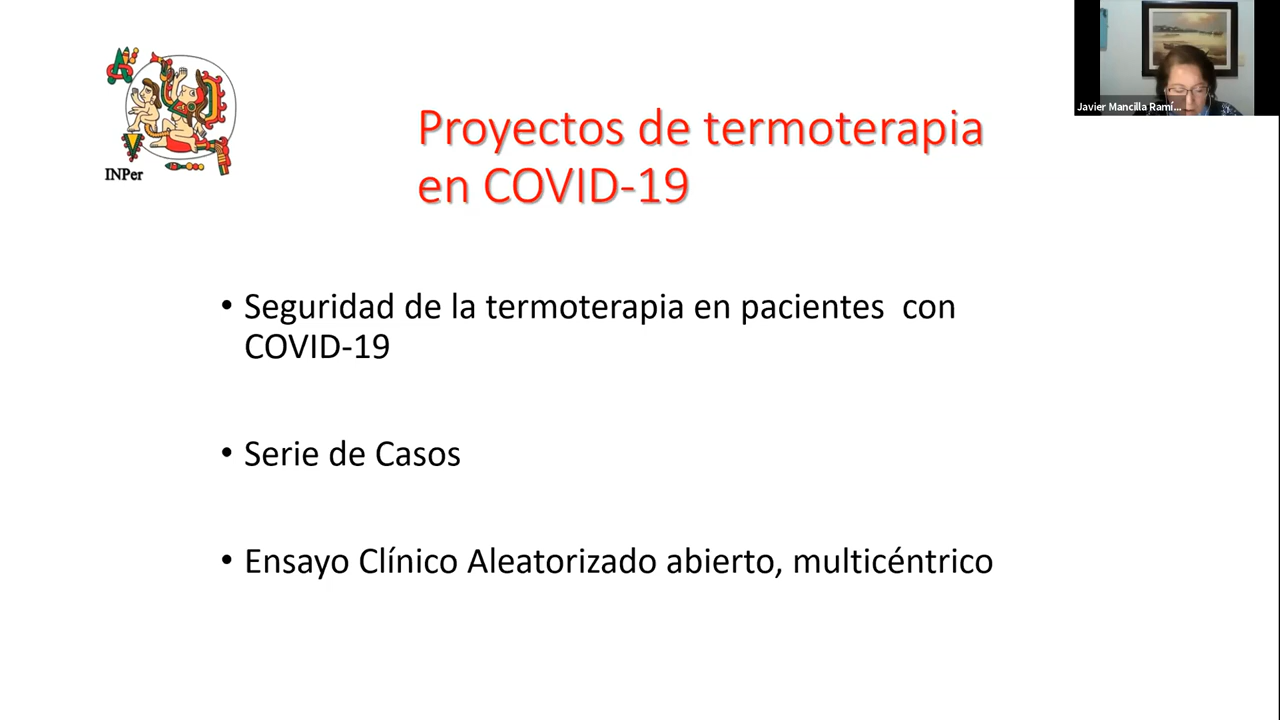 INPer
Javier Mancilla Ramí...
Proyectos de termoterapia
en COVID-19
• Seguridad de la termoterapia en pacientes con
COVID-19
• Serie de Casos
• Ensayo Clínico Aleatorizado abierto, multicéntrico